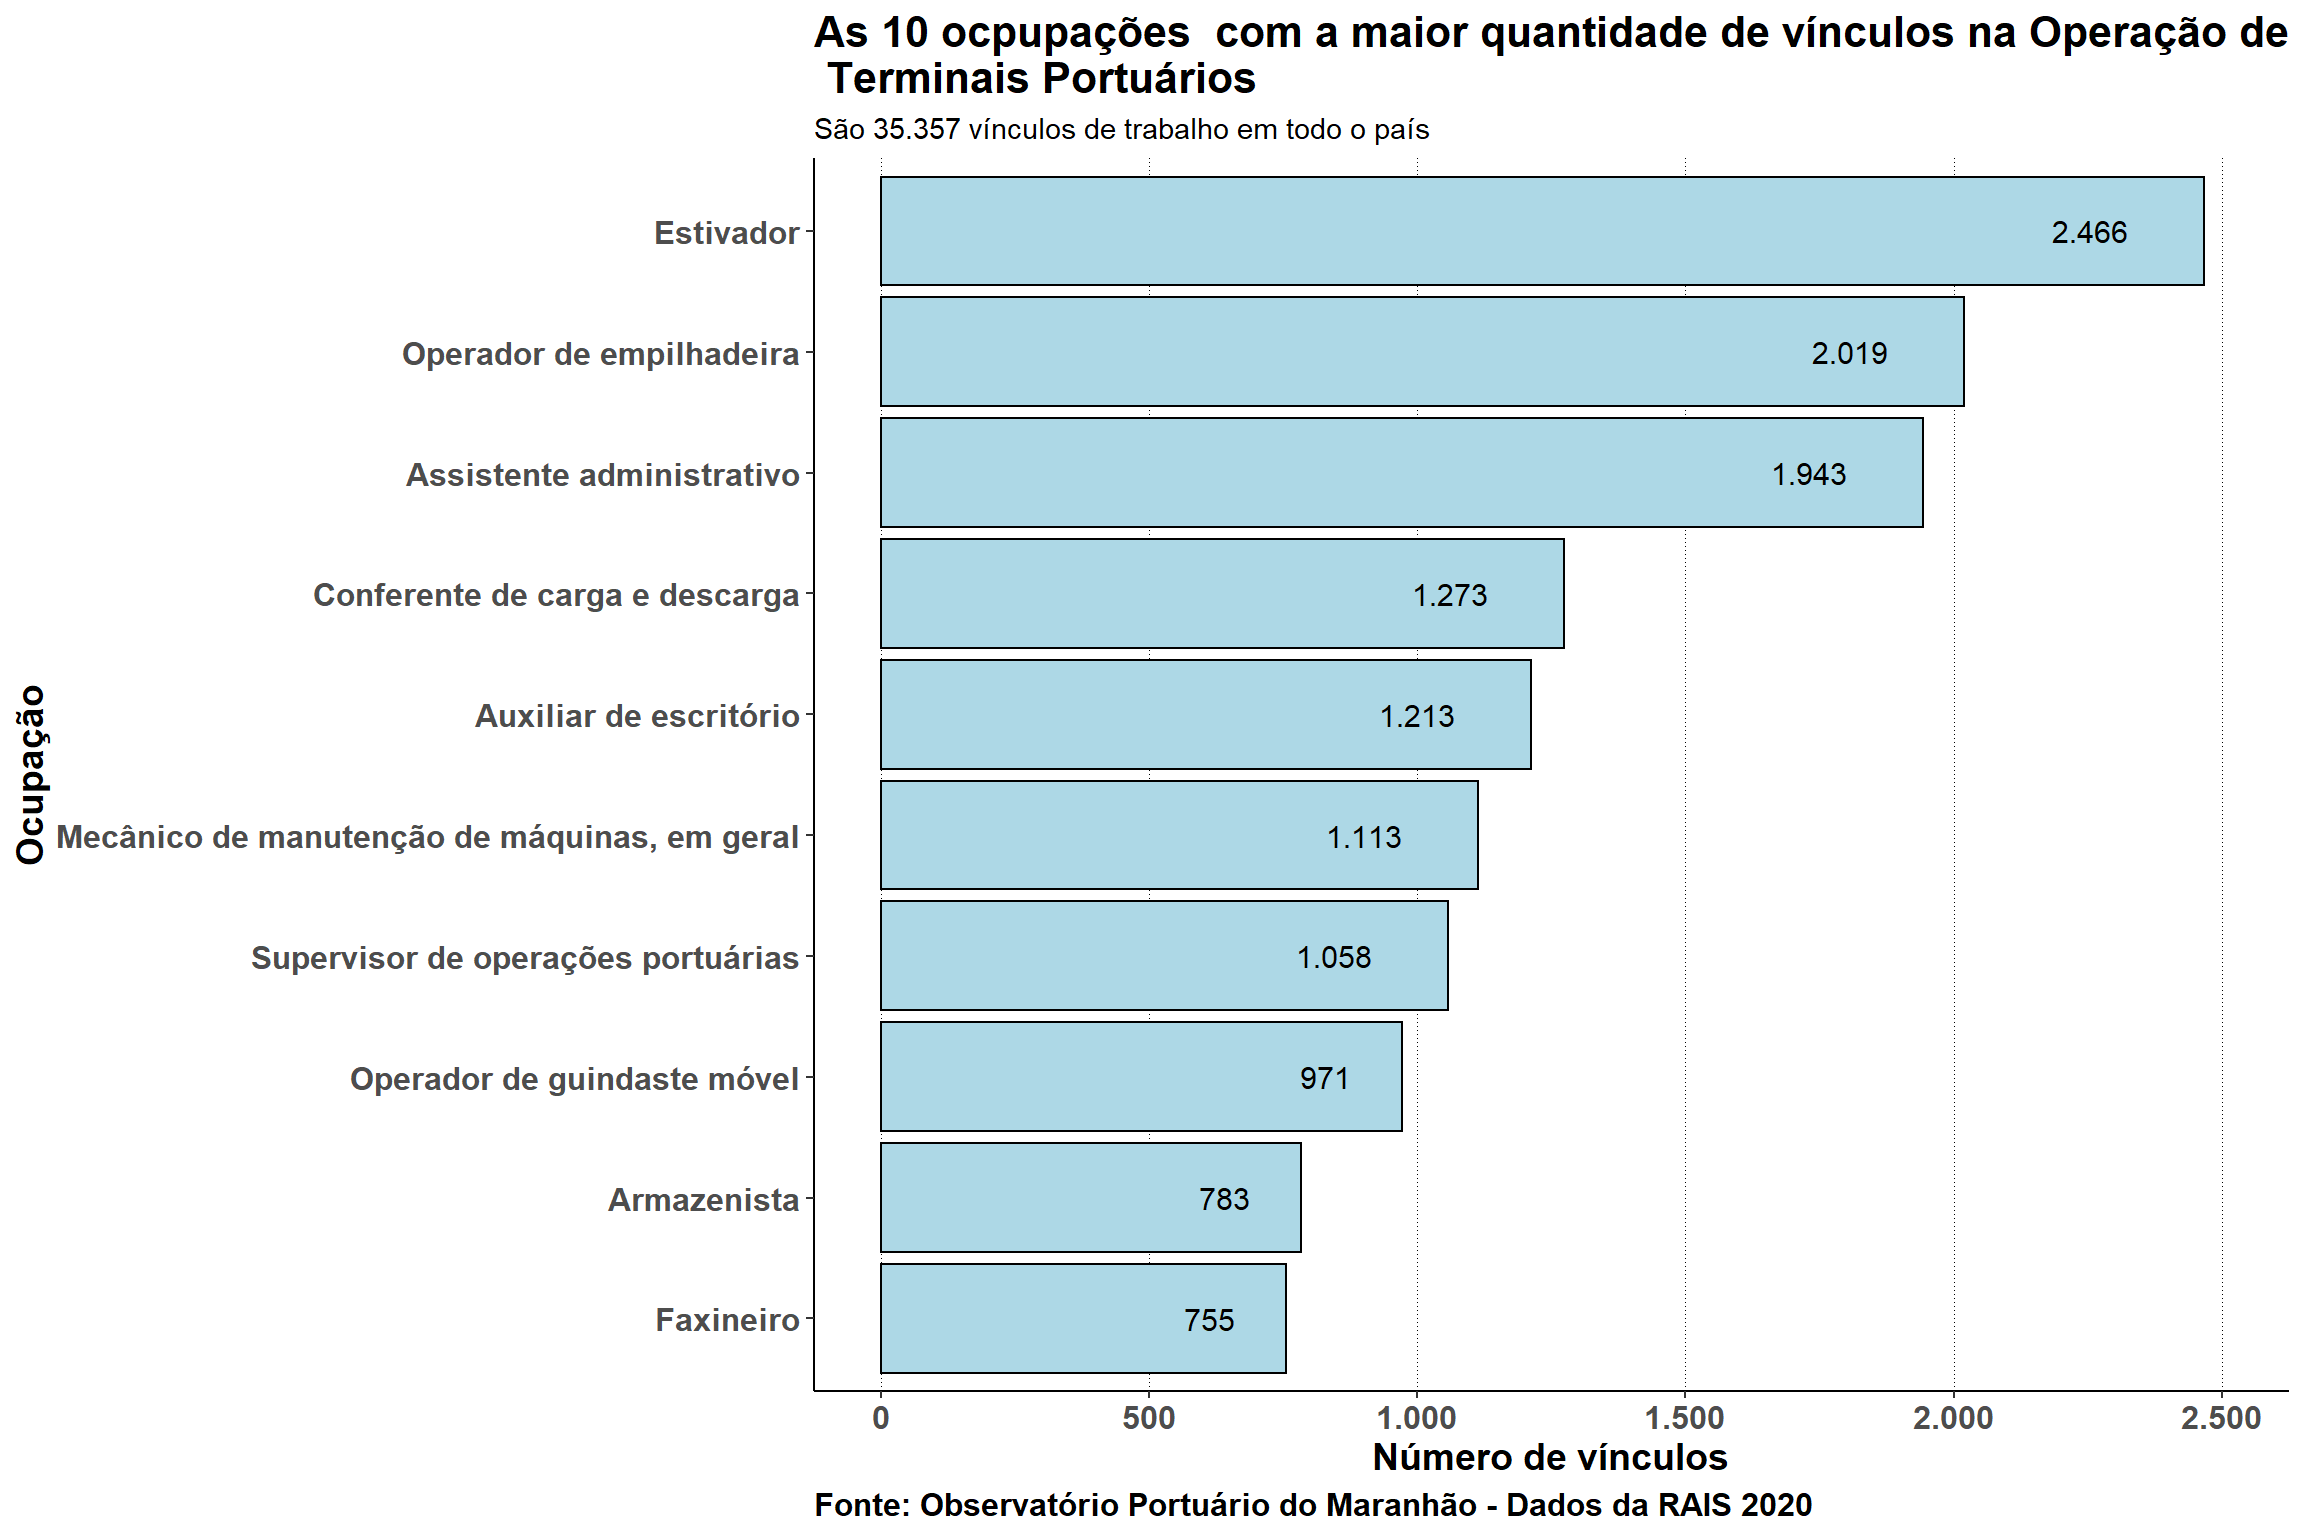 As 10 ocpupações  com a maior quantidade de vínculos na Operação de
Terminais Portuários
São 35.357 vínculos de trabalho em todo o país
Ocupação
Estivador
2.466
Operador de empilhadeira
2.019
Assistente administrativo
1.943
Conferente de carga e descarga
1.273
Auxiliar de escritório
1.213
Mecânico de manutenção de máquinas, em geral
1.113
Supervisor de operações portuárias
1.058
Operador de guindaste móvel
971
Armazenista
783
Faxineiro
755
0 500 1.000 1.500 2.000 2.500
Número de vínculos
Fonte: Observatório Portuário do Maranhão - Dados da RAIS 2020